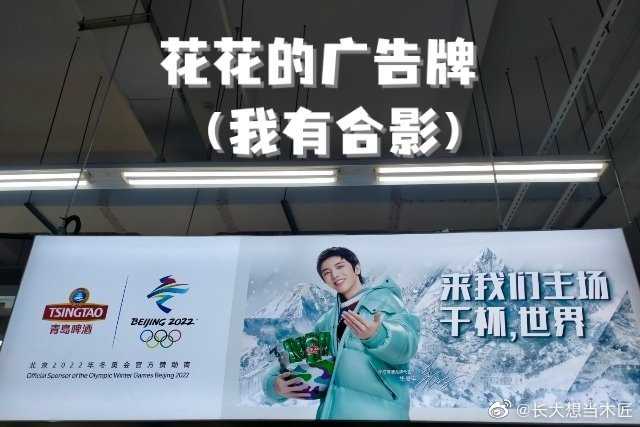 花花的广告牌
（我有合影）
TSINGTAO
青岛啤酒
BEIJING 2022
北京2022年冬奥会官方赞助商
Official Sponsor of the Olympic Winter Games Beijing 2022
来我们主场
干杯,世界
@长大想当木匠